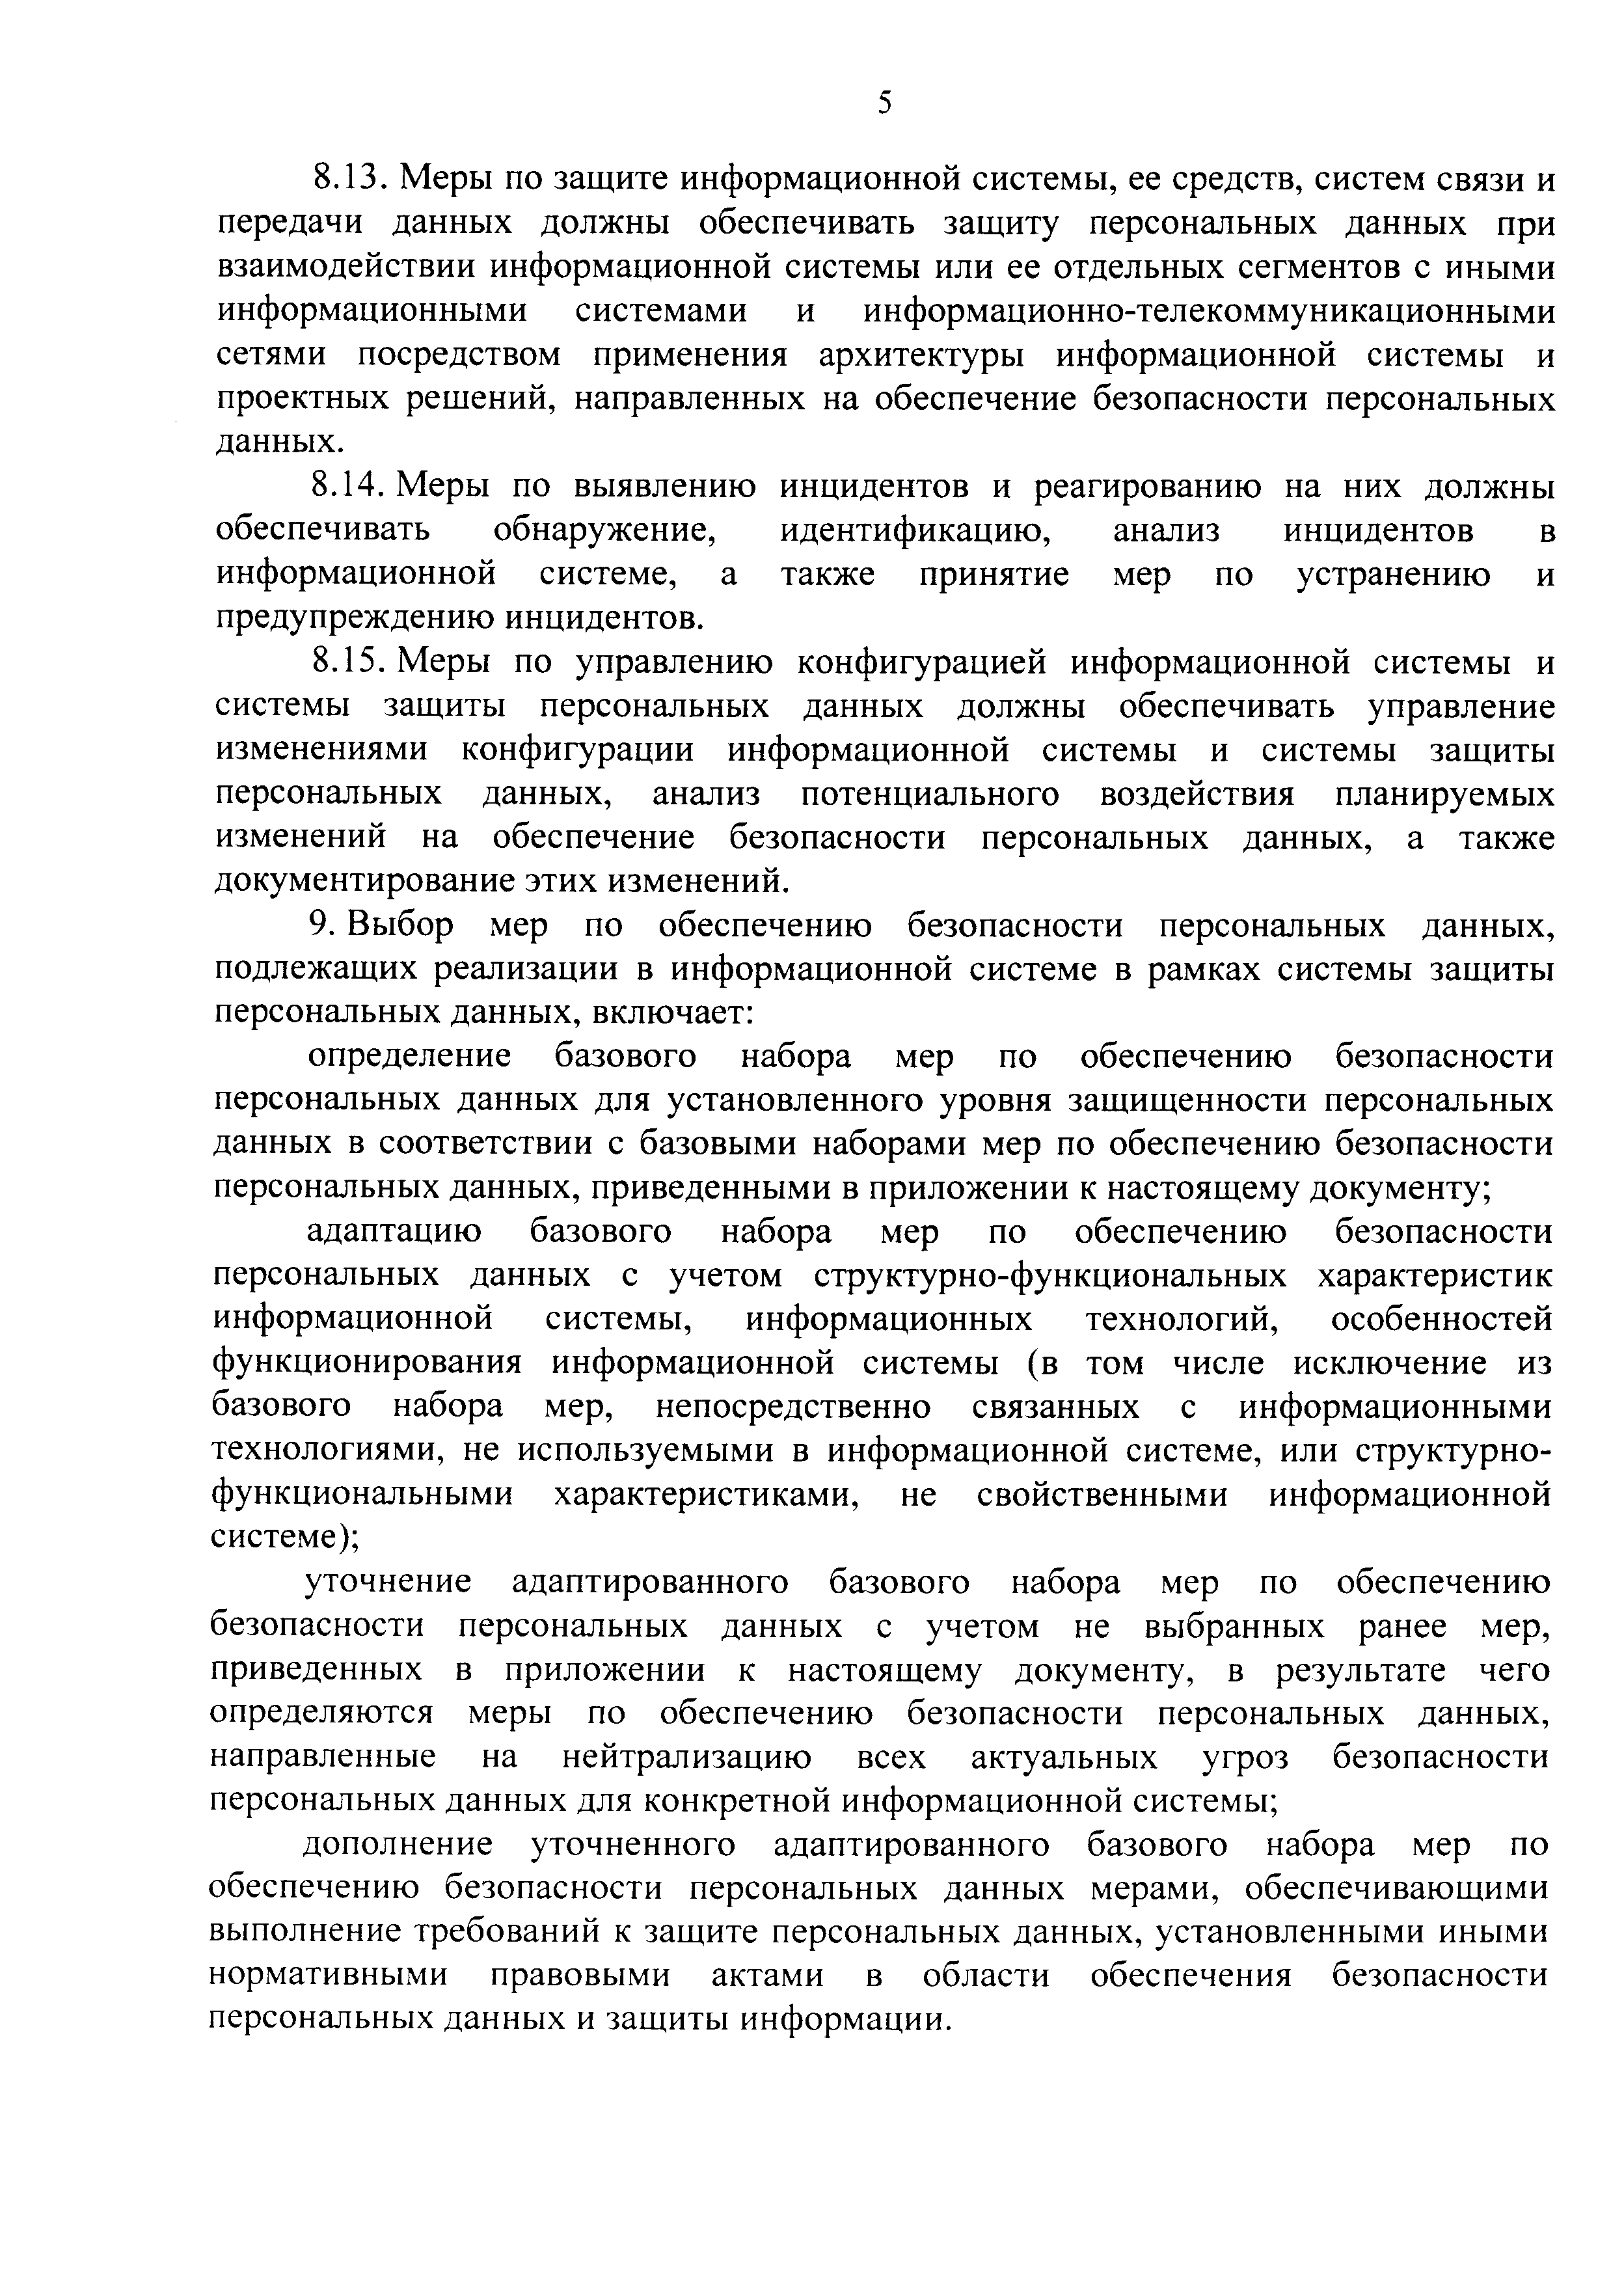 5
8.13. Меры по защите информационной системы, ее средств, систем связи и
передачи данных должны обеспечивать защиту персональных данных при
взаимодействии информационной системы или ее отдельных сегментов с иными
информационными системами и информационно-телекоммуникационными
сетями посредством применения архитектуры информационной системы и
проектных решений, направленных на обеспечение безопасности персональных
данных.
8.14. Меры по выявлению инцидентов и реагированию на них должны
обеспечивать обнаружение, идентификацию, анализ инцидентов в
информационной системе, а также принятие мер по устранению и
предупреждению инцидентов.
8.15. Меры по управлению конфигурацией информационной системы и
системы защиты персональных данных должны обеспечивать управление
изменениями конфигурации информационной системы и системы защиты
персональных данных, анализ потенциального воздействия планируемых
изменений на обеспечение безопасности персональных данных, а также
документирование этих изменений.
9. Выбор мер по обеспечению безопасности персональных данных,
подлежащих реализации в информационной системе в рамках системы защиты
персональных данных, включает:
определение базового набора мер по обеспечению безопасности
персональных данных для установленного уровня защищенности персональных
данных в соответствии с базовыми наборами мер по обеспечению безопасности
персональных данных, приведенными в приложении к настоящему документу;
адаптацию базового набора мер по обеспечению безопасности
персональных данных с учетом структурно-функциональных характеристик
информационной системы, информационных технологий, особенностей
функционирования информационной системы (в том числе исключение из
базового набора мер, непосредственно связанных с информационными
технологиями, не используемыми в информационной системе, или структурно-
функциональными характеристиками, не свойственными информационной
системе);
уточнение адаптированного базового набора мер по обеспечению
безопасности персональных данных с учетом не выбранных ранее мер,
приведенных в приложении к настоящему документу, в результате чего
определяются меры по обеспечению безопасности персональных данных,
направленные на нейтрализацию всех актуальных угроз безопасности
персональных данных для конкретной информационной системы;
дополнение уточненного адаптированного базового набора мер по
обеспечению безопасности персональных данных мерами, обеспечивающими
выполнение требований к защите персональных данных, установленными иными
нормативными правовыми актами в области обеспечения безопасности
персональных данных и защиты информации.